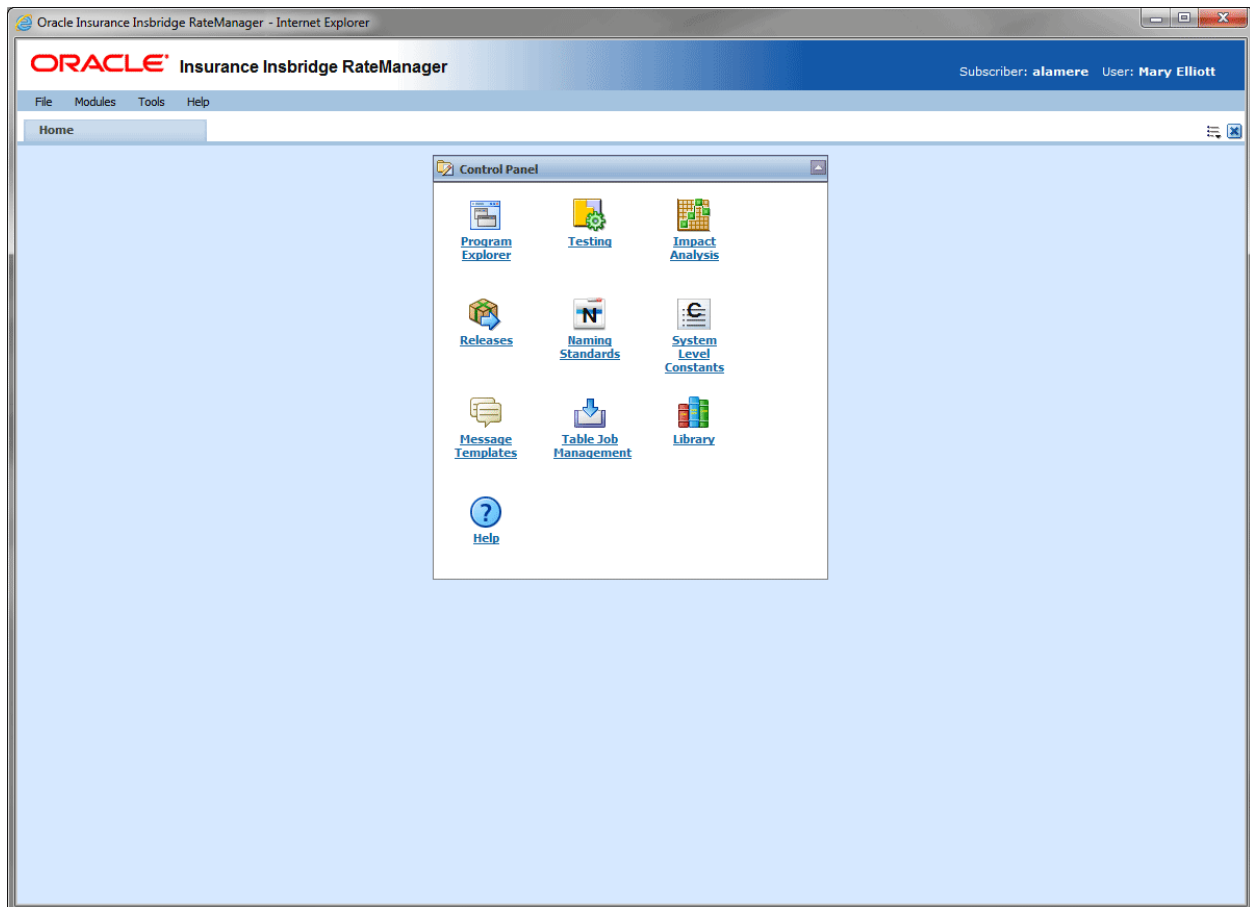 Oracle Insurance Insbridge RateManager - Internet Explorer
ORACLE Insurance Insbridge RateManager
Subscriber: alamere User: Mary Elliott
File Modules Tools Help
Home
Control Panel
Program
Explorer
Testing
Impact
Analysis
Releases
Naming
Standards
System
Level
Constants
Message
Templates
Table Job
Management
Library
Help